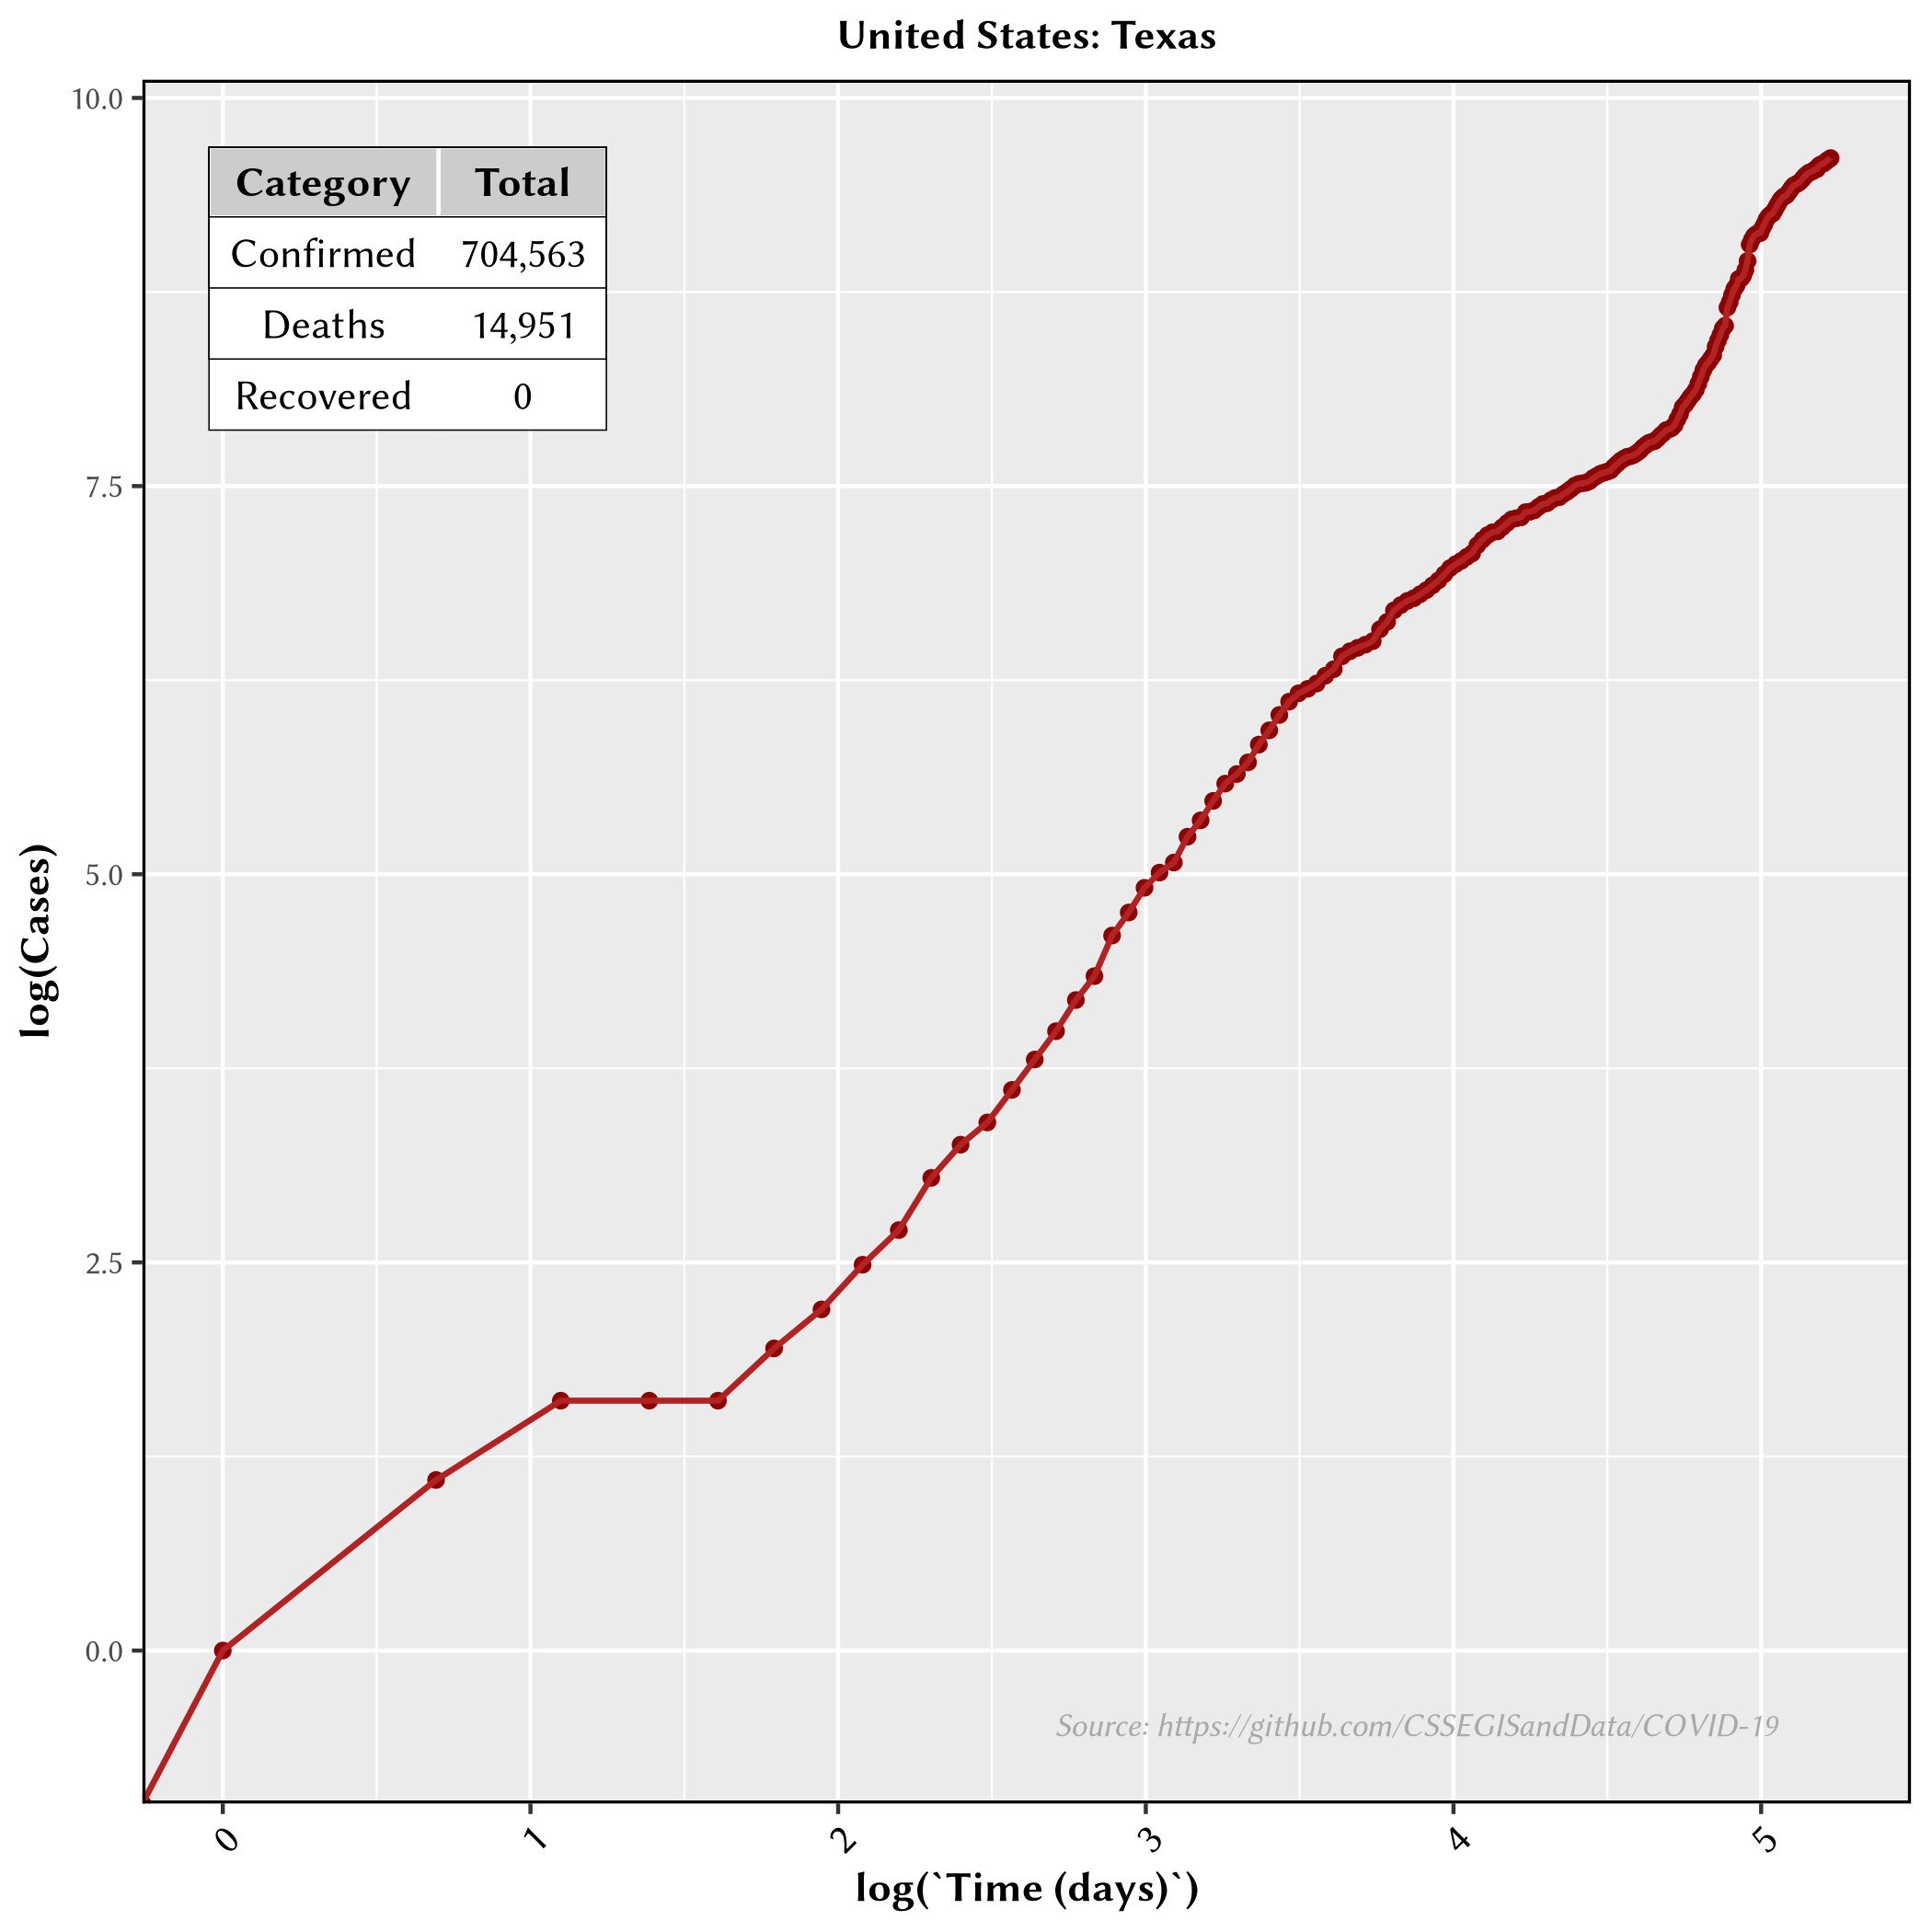 United States: Texas
10.0
7.5
5.0
2.5
0.0
Category Total
Confirmed 704,563
Deaths 14,951
Recovered 0
log(Cases)
Source: https://github.com/CSSEGISandData/COVID-19
0 1 2 3 4 5
log(`Time (days)`)